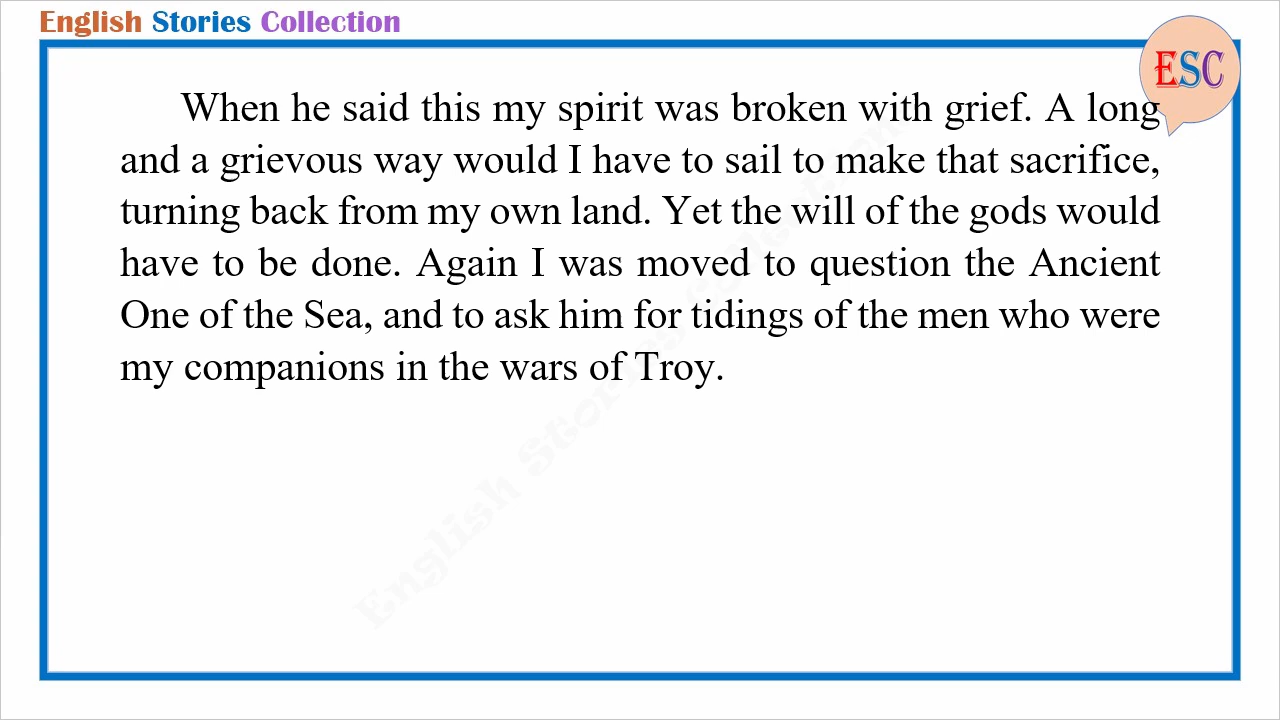 English Stories Collection
ESC
When he said this my spirit was broken with grief. A long
and a grievous way would I have to sail to make that sacrifice,
turning back from my own land. Yet the will of the gods would
have to be done. Again I was moved to question the Ancient
One of the Sea, and to ask him for tidings of the men who were
my companions in the wars of Troy.
English Stories Collection